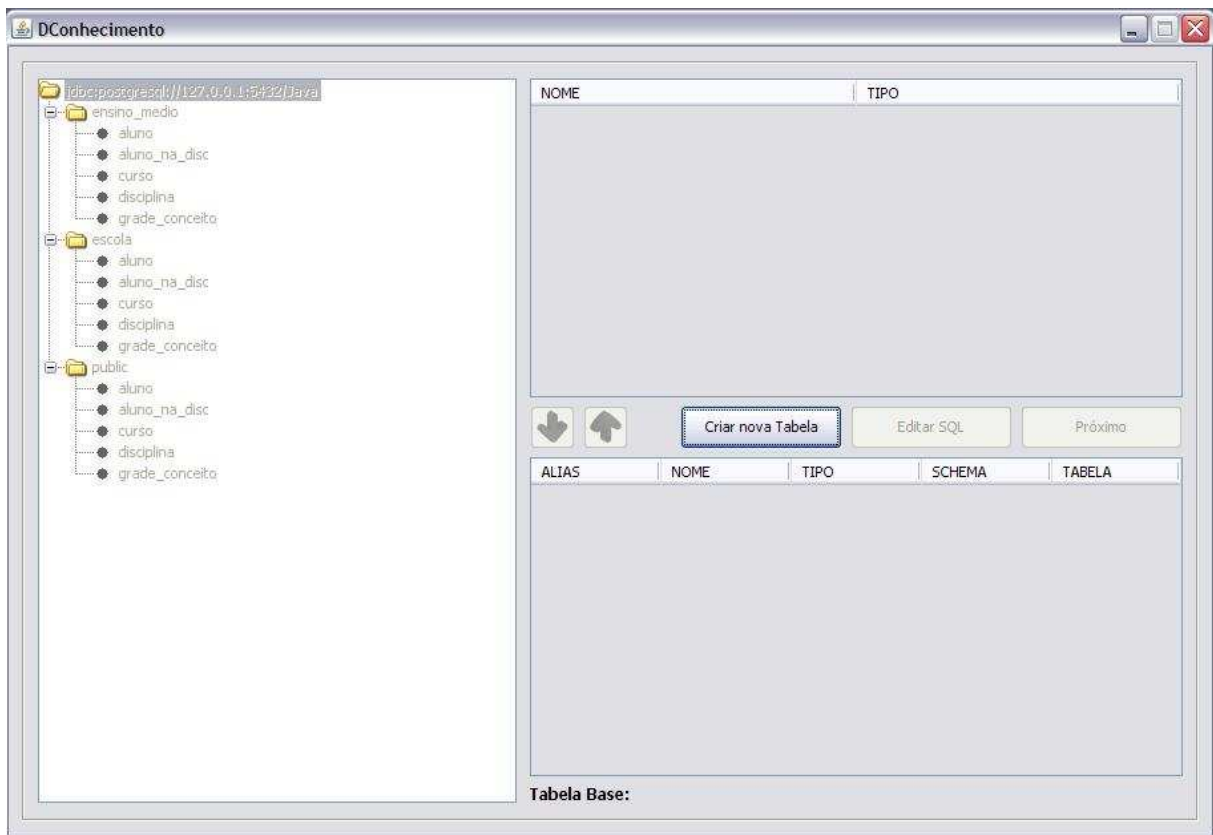 DConhecimento
jdbc:postgresql://127.0.0.1:5432/Java
ensino_medio
aluno
aluno_na_disc
curso
disciplina
grade_conceito
escola
aluno
aluno_na_disc
curso
disciplina
grade_conceito
public
aluno
aluno_na_disc
curso
disciplina
grade_conceito
NOME TIPO
Criar nova Tabela Editar SQL Próximo
ALIAS NOME TIPO SCHEMA TABELA
Tabela Base: